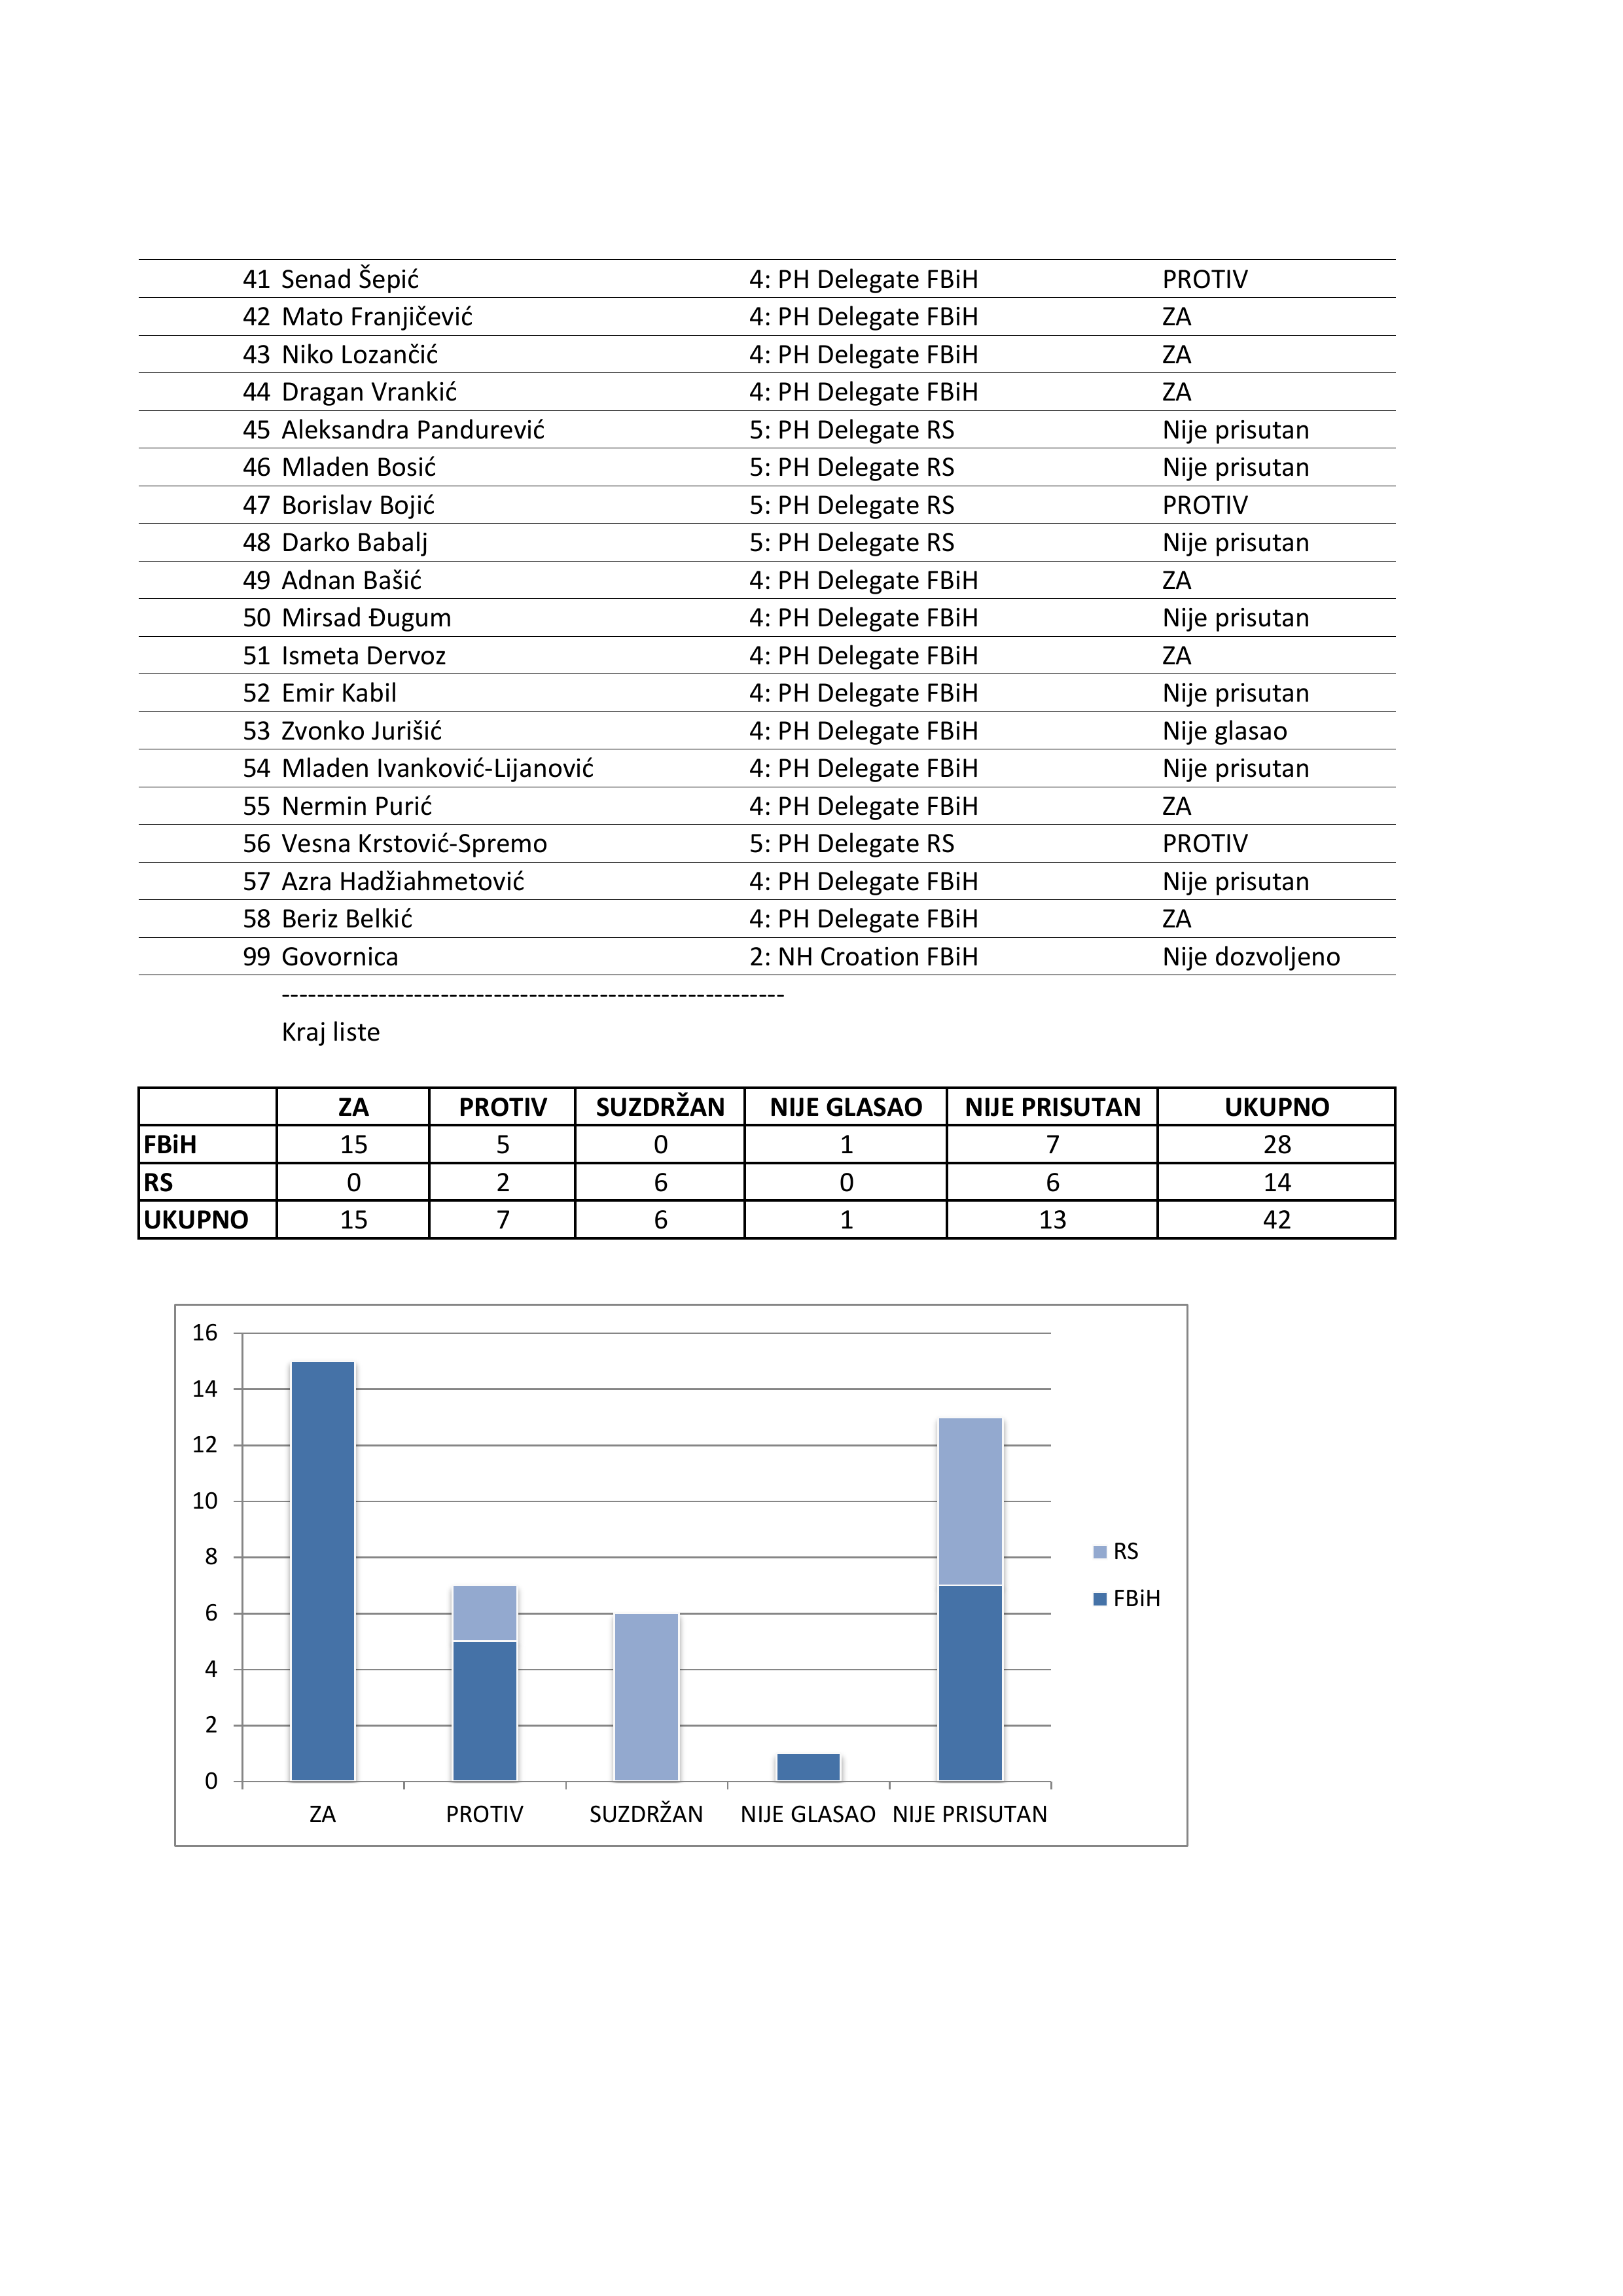 41 Senad Šepić 4: PH Delegate FBiH PROTIV
42 Mato Franjičević 4: PH Delegate FBiH ZA
43 Niko Lozančić 4: PH Delegate FBiH ZA
44 Dragan Vrankić 4: PH Delegate FBiH ZA
45 Aleksandra Pandurević 5: PH Delegate RS Nije prisutan
46 Mladen Bosić 5: PH Delegate RS Nije prisutan
47 Borislav Bojić 5: PH Delegate RS PROTIV
48 Darko Babalj 5: PH Delegate RS Nije prisutan
49 Adnan Bašić 4: PH Delegate FBiH ZA
50 Mirsad Đugum 4: PH Delegate FBiH Nije prisutan
51 Ismeta Dervoz 4: PH Delegate FBiH ZA
52 Emir Kabil 4: PH Delegate FBiH Nije prisutan
53 Zvonko Jurišić 4: PH Delegate FBiH Nije glasao
54 Mladen Ivanković-Lijanović 4: PH Delegate FBiH Nije prisutan
55 Nermin Purić 4: PH Delegate FBiH ZA
56 Vesna Krstović-Spremo 5: PH Delegate RS PROTIV
57 Azra Hadžiahmetović 4: PH Delegate FBiH Nije prisutan
58 Beriz Belkić 4: PH Delegate FBiH ZA
99 Govornica 2: NH Croation FBiH Nije dozvoljeno
---------------------------------------------------------
Kraj liste
ZA PROTIV SUZDRŽAN NIJE GLASAO NIJE PRISUTAN UKUPNO
FBiH 15 5 0 1 7 28
RS 0 2 6 0 6 14
UKUPNO 15 7 6 1 13 42
16
14
12
10
8
6
4
2
0
ZA PROTIV SUZDRŽAN NIJE GLASAO NIJE PRISUTAN
RS
FBiH